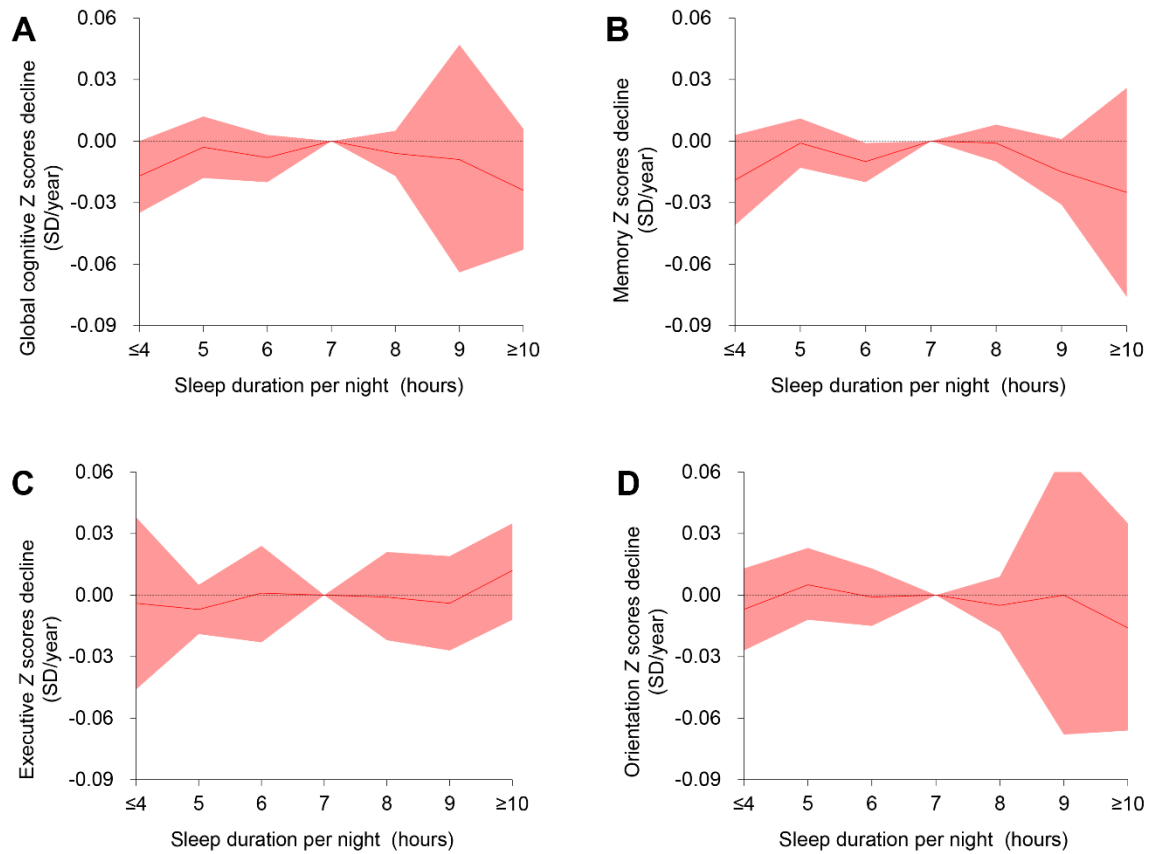 A
Global cognitive Z scores decline
(SD/year)
0.06
0.03
0.00
-0.03
-0.06
-0.09
≤4 5 6 7 8 9 ≥10
Sleep duration per night (hours)
B
Memory Z scores decline
(SD/year)
0.06
0.03
0.00
-0.03
-0.06
-0.09
≤4 5 6 7 8 9 ≥10
Sleep duration per night (hours)
C
Executive Z scores decline
(SD/year)
0.06
0.03
0.00
-0.03
-0.06
-0.09
≤4 5 6 7 8 9 ≥10
Sleep duration per night (hours)
D
Orientation Z scores decline
(SD/year)
0.06
0.03
0.00
-0.03
-0.06
-0.09
≤4 5 6 7 8 9 ≥10
Sleep duration per night (hours)